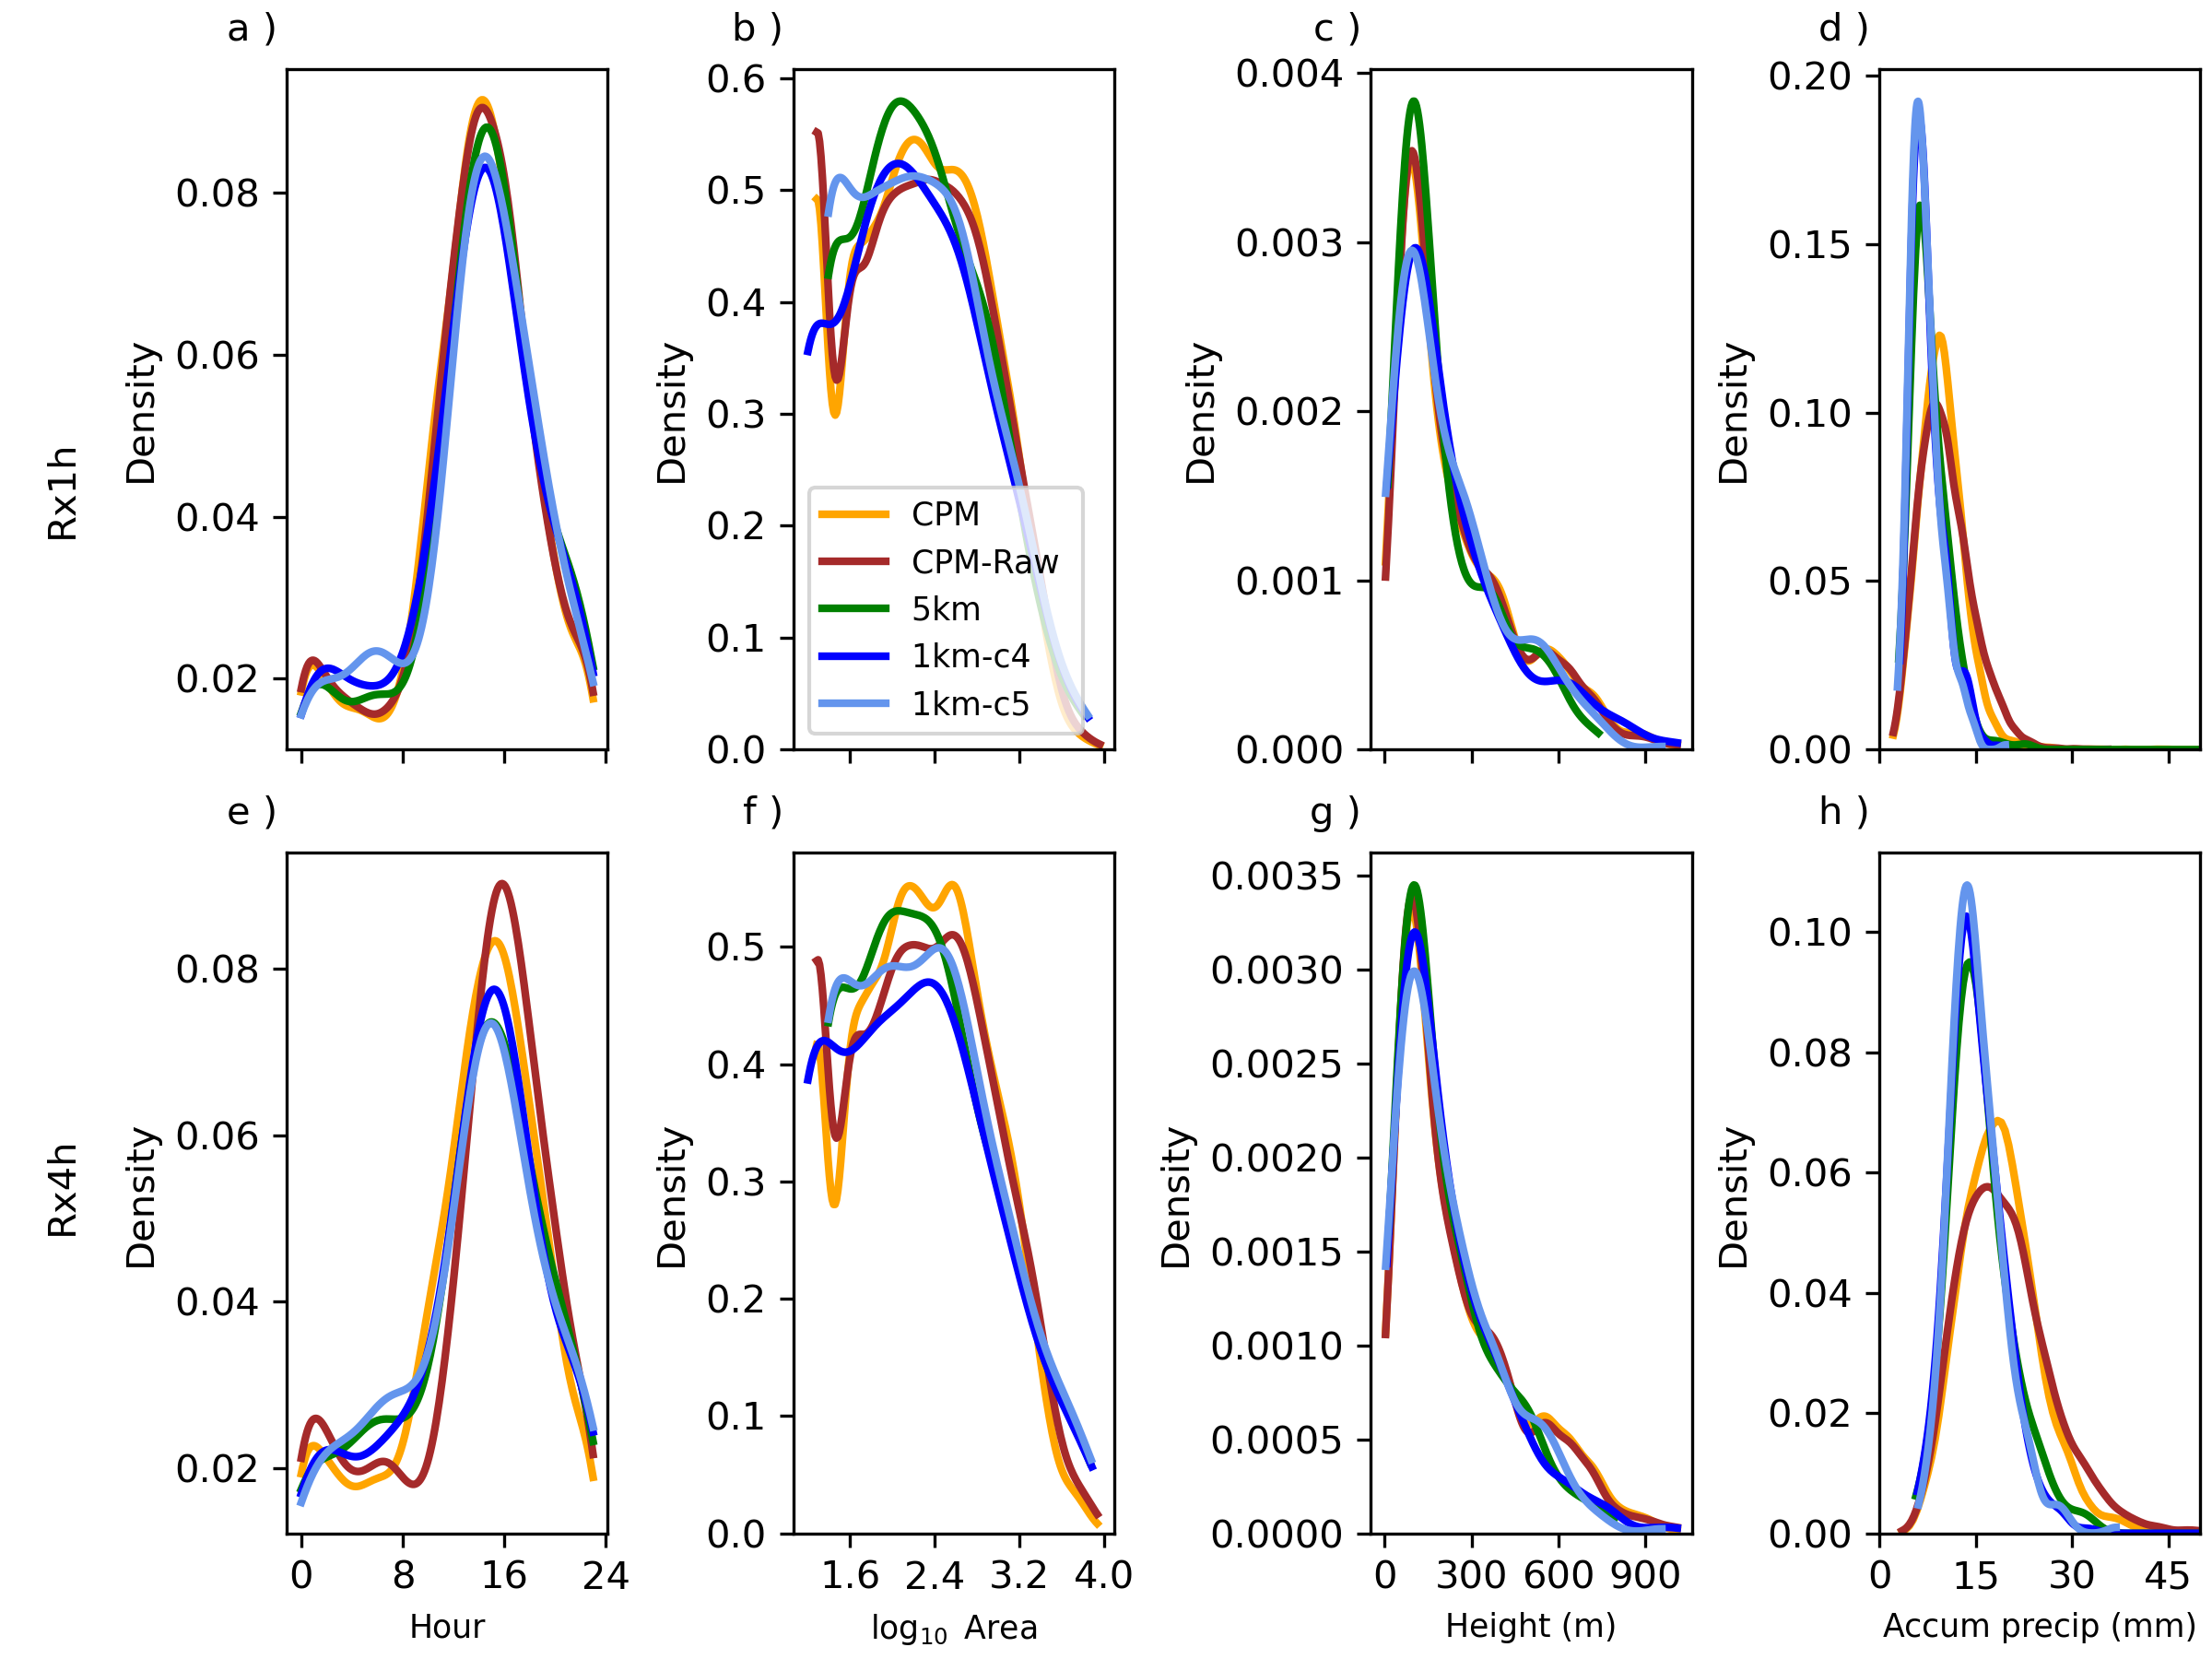 a )
b )
c )
d )
Rx1h
Density
0.08
0.06
0.04
0.02
Density
0.6
0.5
0.4
0.3
0.2
0.1
0.0
CPM
CPM-Raw
5km
1km-c4
1km-c5
Density
0.004
0.003
0.002
0.001
0.000
Density
0.20
0.15
0.10
0.05
0.00
e )
f )
g )
h )
Rx4h
Density
0.08
0.06
0.04
0.02
0 8 16 24
Hour
Density
0.5
0.4
0.3
0.2
0.1
0.0
1.6 2.4 3.2 4.0
log₁₀ Area
Density
0.0035
0.0030
0.0025
0.0020
0.0015
0.0010
0.0005
0.0000
0 300 600 900
Height (m)
Density
0.10
0.08
0.06
0.04
0.02
0.00
0 15 30 45
Accum precip (mm)